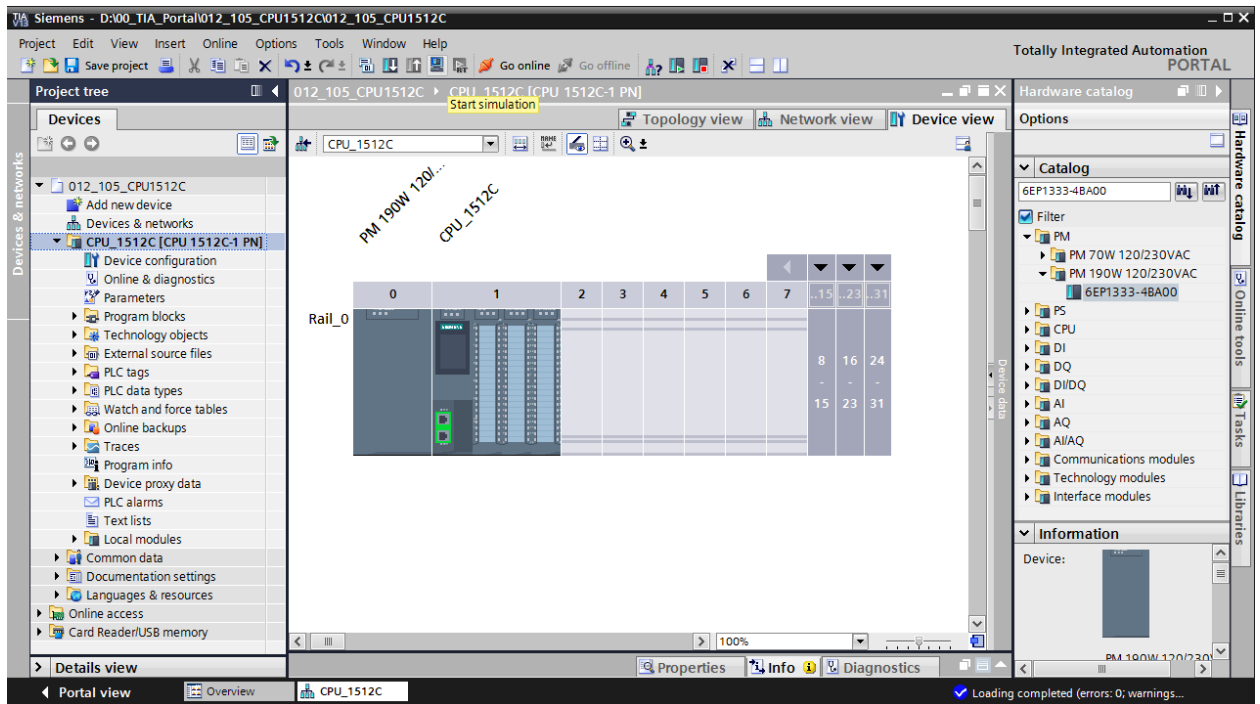 Siemens - D:\00_TIA_Portal\012_105_CPU1512C\012_105_CPU1512C
Project Edit View Insert Online Options Tools Window Help
Totally Integrated Automation
PORTAL
Save project Go online Go offline
Project tree
012_105_CPU1512C CPU_1512C [CPU 1512C-1 PN]
Start simulation
Hardware catalog
Devices
Topology view Network view Device view
Options
CPU_1512C
Devices & networks
012_105_CPU1512C
Add new device
Devices & networks
CPU_1512C [CPU 1512C-1 PN]
Device configuration
Online & diagnostics
Parameters
Program blocks
Technology objects
External source files
PLC tags
PLC data types
Watch and force tables
Online backups
Traces
Program info
Device proxy data
PLC alarms
Text lists
Local modules
Common data
Documentation settings
Languages & resources
Online access
Card Reader/USB memory
Details view
PM 190W 120/...
CPU_1512C
0 1 2 3 4 5 6 7 ..15 ..23 ..31
Rail_0
SIEMENS
8 16 24
- - -
15 23 31
Device data
100%
Properties Info Diagnostics
Catalog
6EP1333-4BA00
Filter
PM
PM 70W 120/230VAC
PM 190W 120/230VAC
6EP1333-4BA00
PS
CPU
DI
DQ
DI/DQ
AI
AQ
AI/AQ
Communications modules
Technology modules
Interface modules
Information
Device:
PM 190W 120/230V
Hardware catalog
Online tools
Tasks
Libraries
Portal view Overview CPU_1512C
Loading completed (errors: 0; warnings...